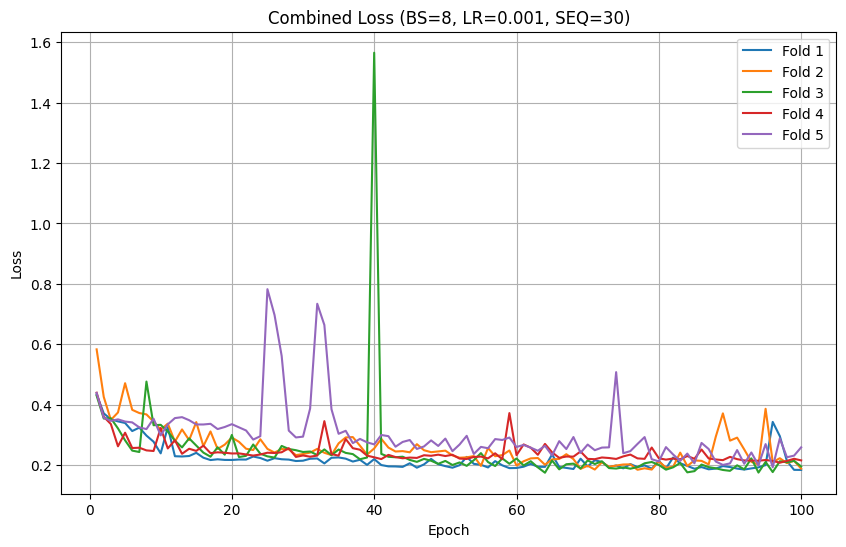 Combined Loss (BS=8, LR=0.001, SEQ=30)
Fold 1
Fold 2
Fold 3
Fold 4
Fold 5
Loss
1.6
1.4
1.2
1.0
0.8
0.6
0.4
0.2
0 20 40 60 80 100
Epoch